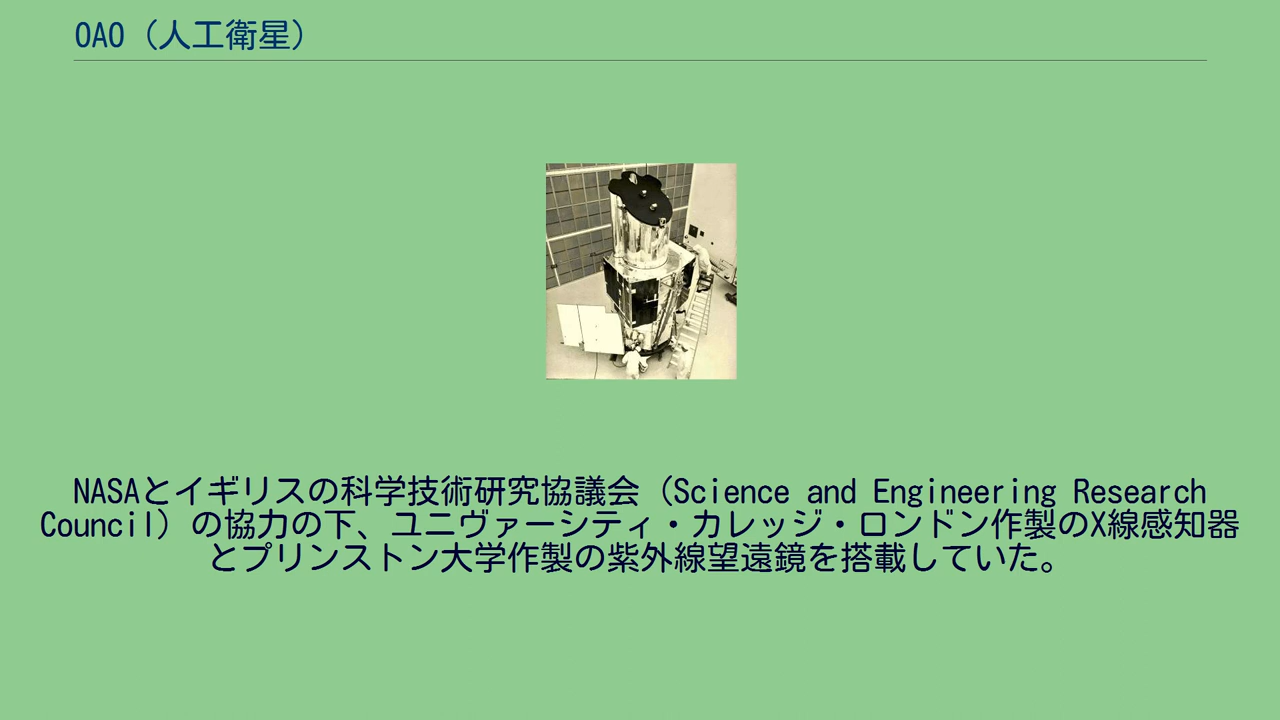 OAO（人工衛星）
NASAとイギリスの科学技術研究協議会（Science and Engineering Research
Council）の協力の下、ユニヴァーシティ・カレッジ・ロンドン作製のX線感知器
とプリンストン大学作製の紫外線望遠鏡を搭載していた。